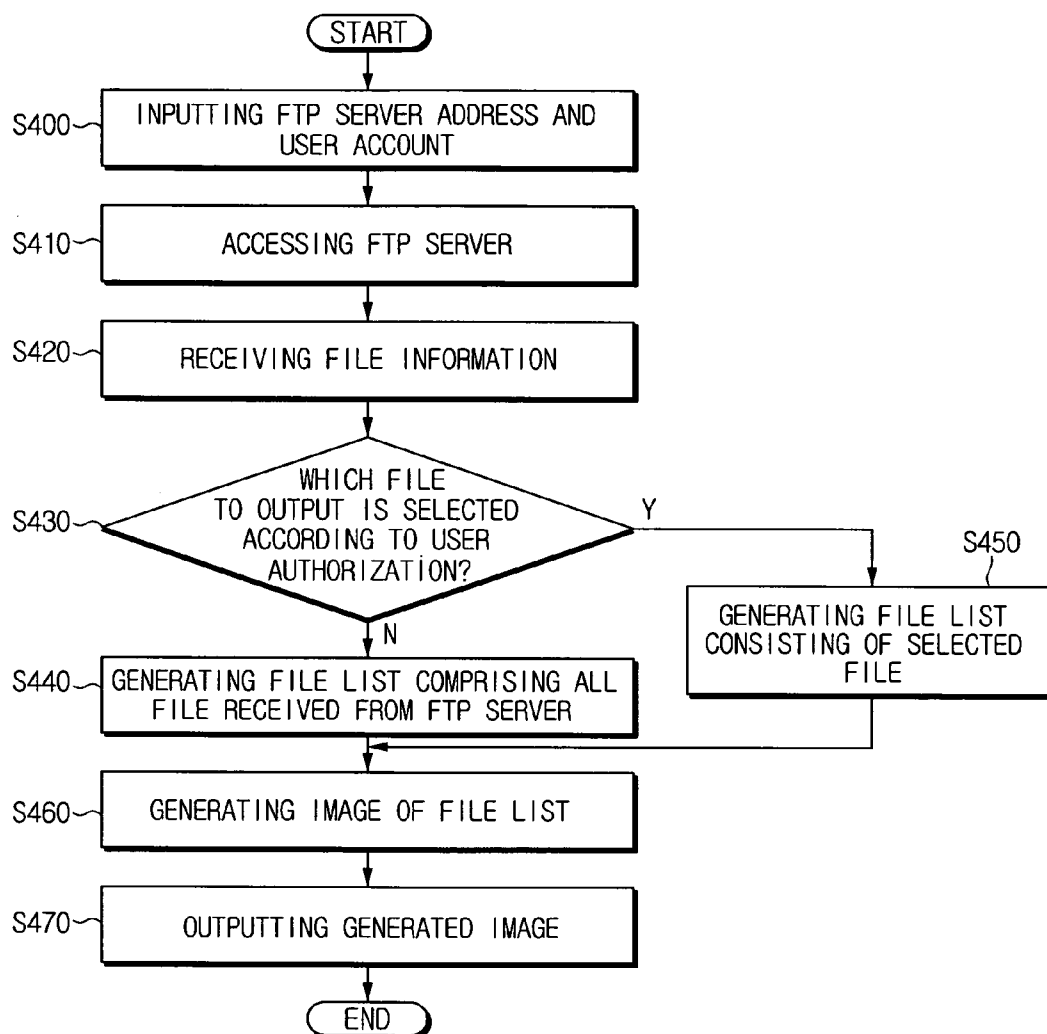 START
S400
INPUTTING FTP SERVER ADDRESS AND
USER ACCOUNT
S410
ACCESSING FTP SERVER
S420
RECEIVING FILE INFORMATION
S430
WHICH FILE
TO OUTPUT IS SELECTED
ACCORDING TO USER
AUTHORIZATION?
Y
N
S450
GENERATING FILE LIST
CONSISTING OF SELECTED
FILE
S440
GENERATING FILE LIST COMPRISING ALL
FILE RECEIVED FROM FTP SERVER
S460
GENERATING IMAGE OF FILE LIST
S470
OUTPUTTING GENERATED IMAGE
END